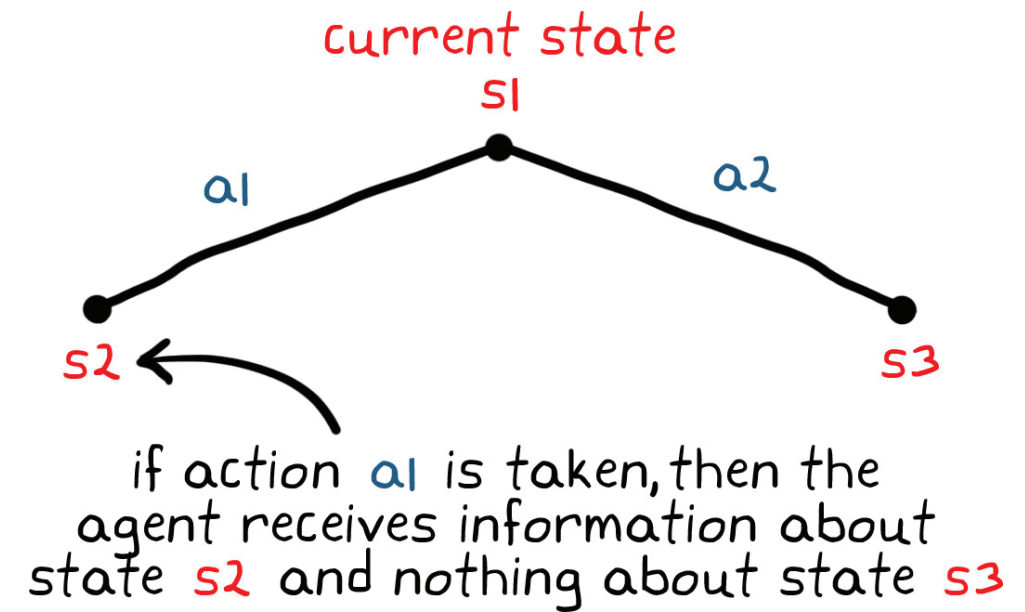 current state
s1
a1
a2
s2
s3
if action a1 is taken, then the
agent receives information about
state s2 and nothing about state s3